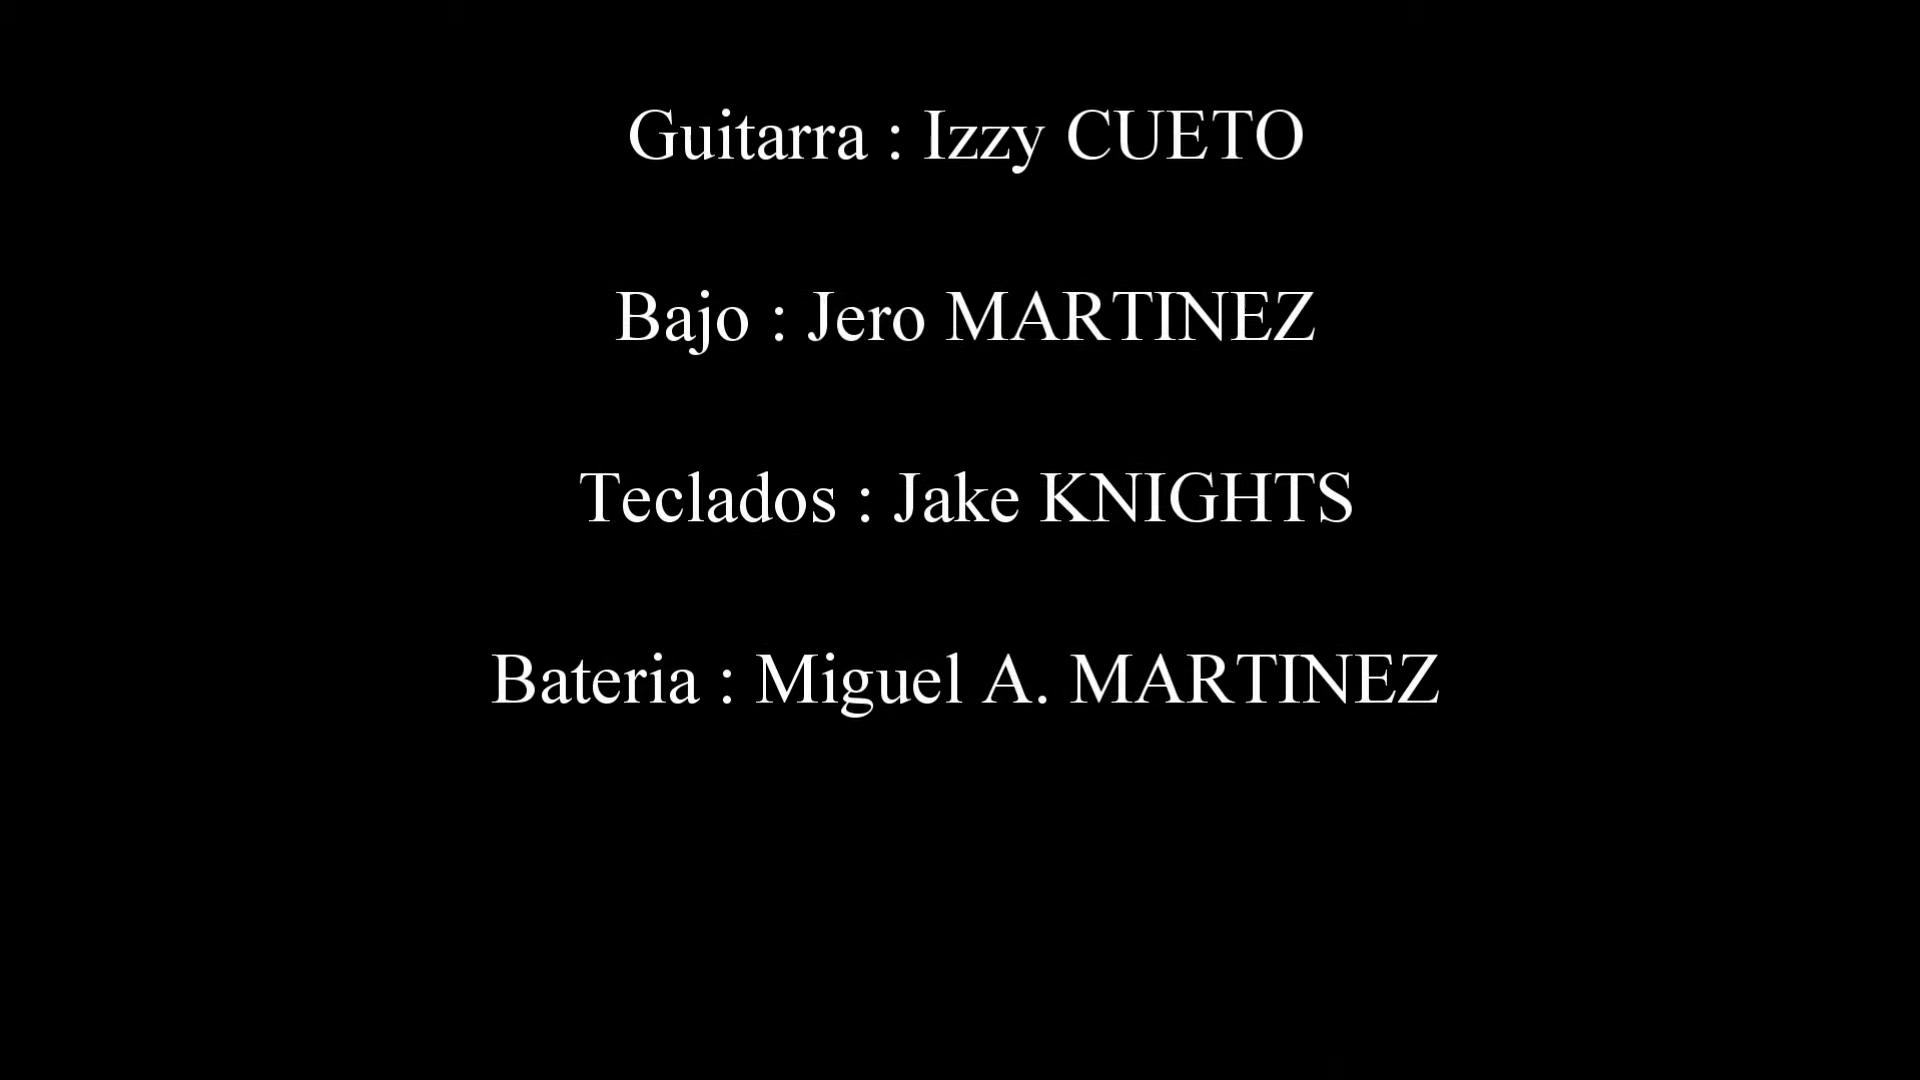 Guitarra : Izzy CUETO
Bajo : Jero MARTINEZ
Teclados : Jake KNIGHTS
Bateria : Miguel A. MARTINEZ